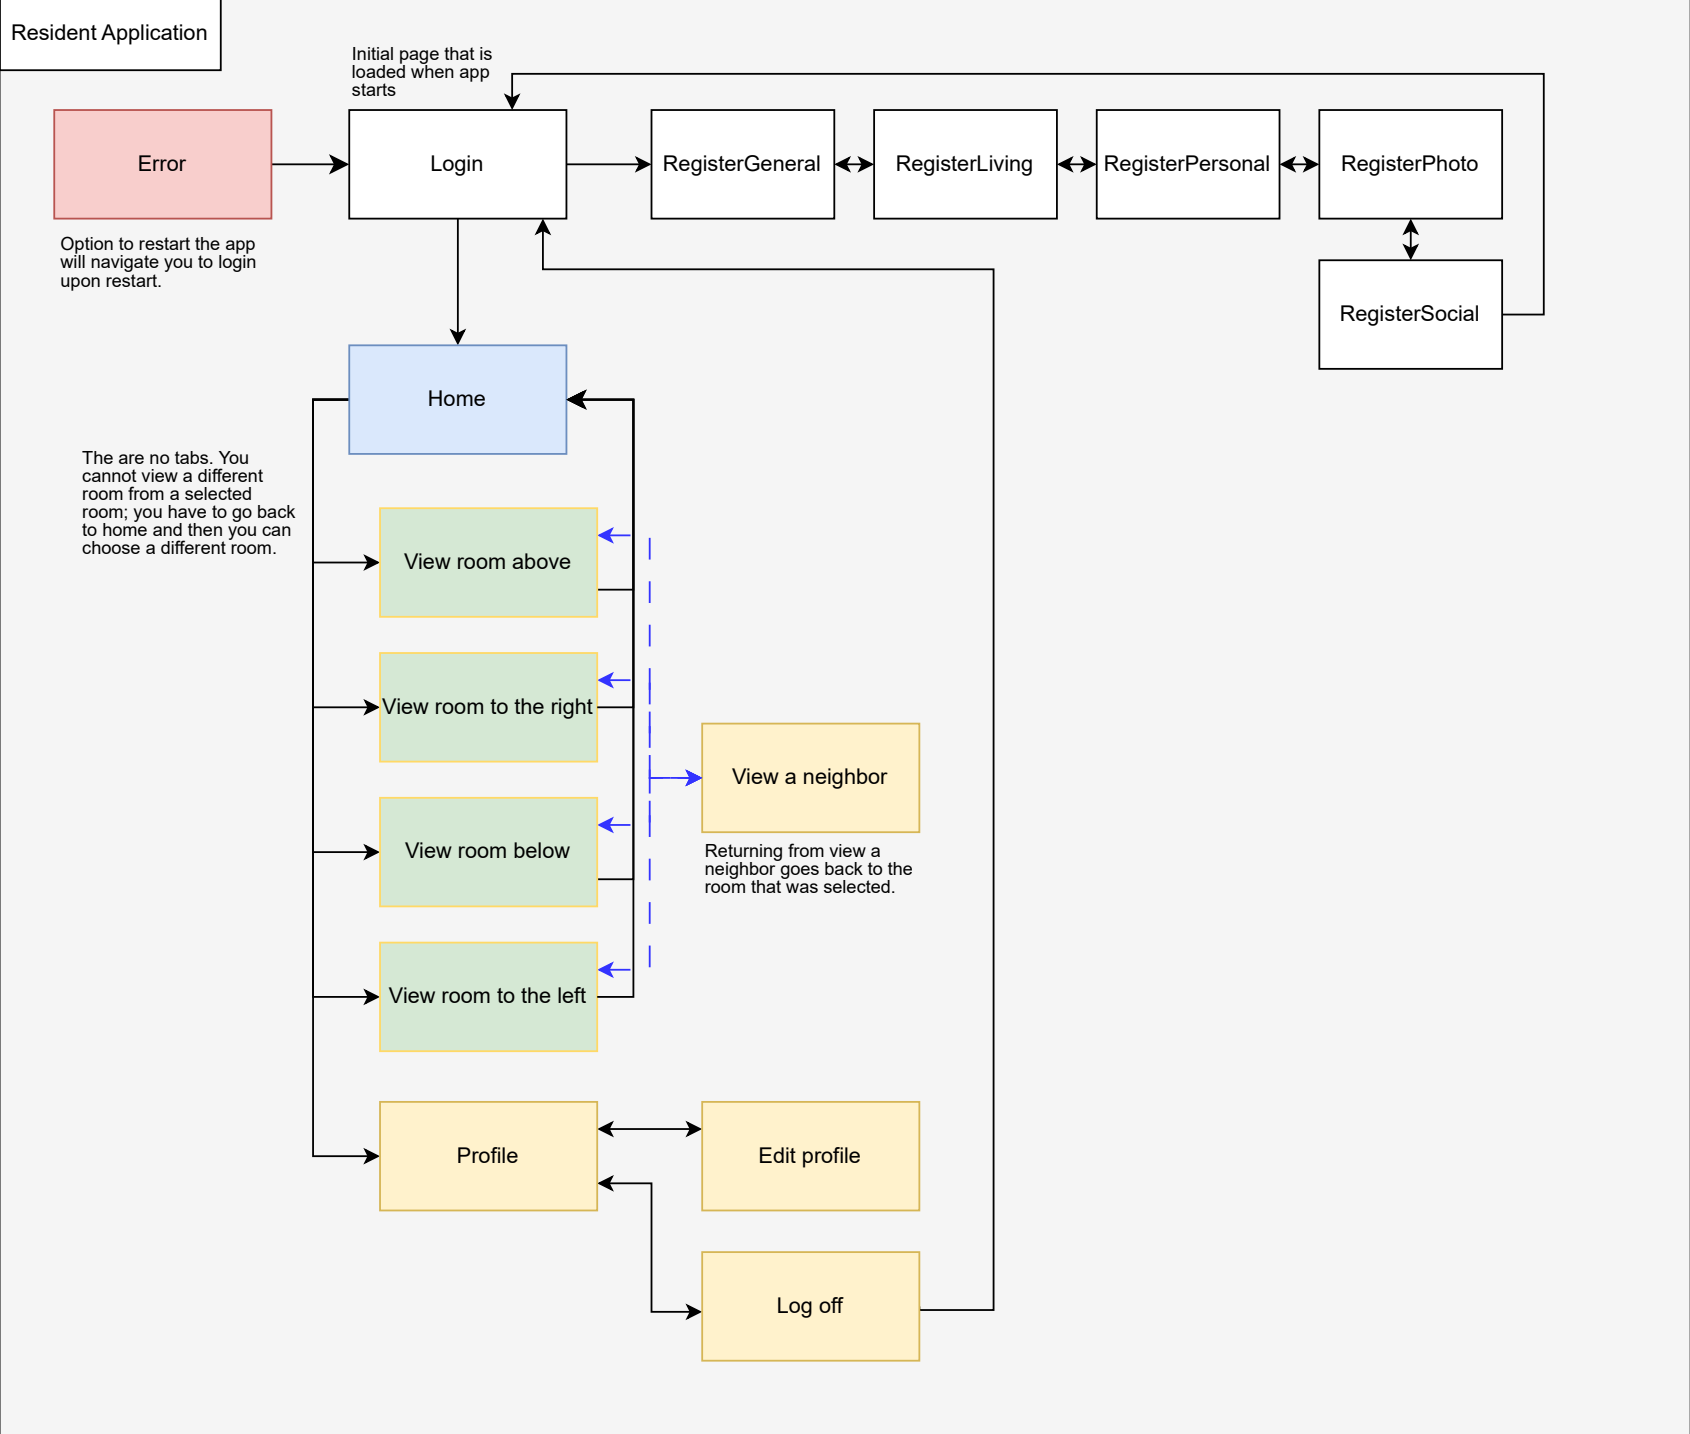 Resident Application
Initial page that is
loaded when app
starts
Error
Login
RegisterGeneral
RegisterLiving
RegisterPersonal
RegisterPhoto
Option to restart the app
will navigate you to login
upon restart.
RegisterSocial
Home
The are no tabs. You
cannot view a different
room from a selected
room; you have to go back
to home and then you can
choose a different room.
View room above
View room to the right
View a neighbor
View room below
Returning from view a
neighbor goes back to the
room that was selected.
View room to the left
Profile
Edit profile
Log off